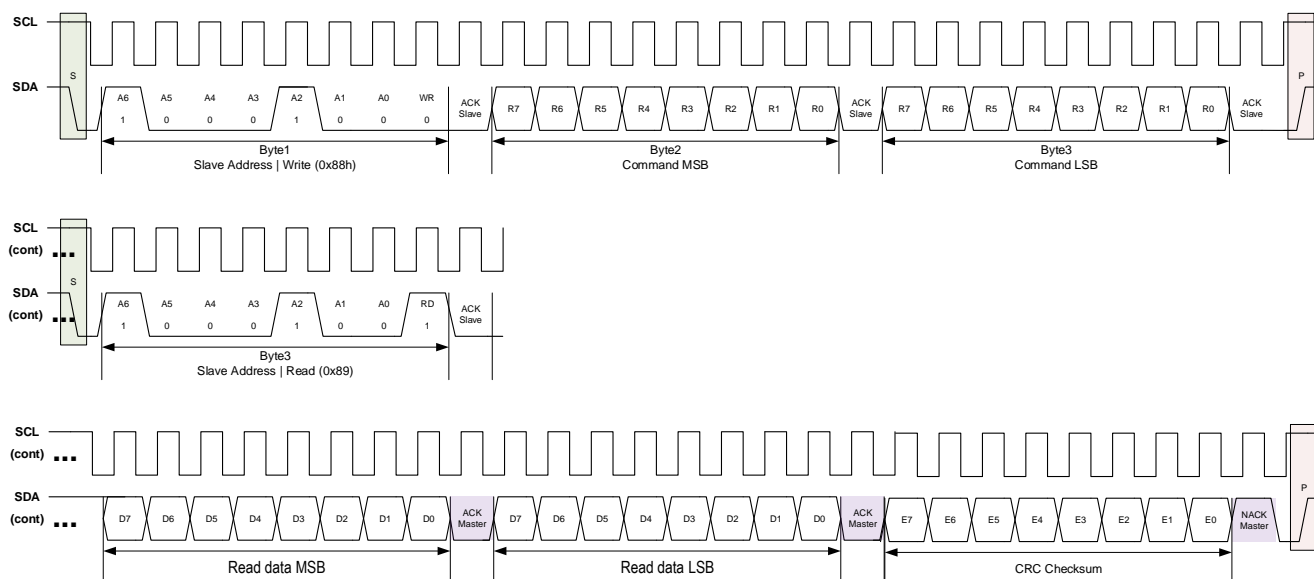 SCL
S
P
SDA
A6 A5 A4 A3 A2 A1 A0 WR ACK Slave R7 R6 R5 R4 R3 R2 R1 R0 ACK Slave R7 R6 R5 R4 R3 R2 R1 R0 ACK Slave
1 0 0 0 1 0 0 0
Byte1 Byte2 Byte3
Slave Address | Write (0x88h) Command MSB Command LSB
SCL
(cont) ...
S
SDA
(cont) ...
A6 A5 A4 A3 A2 A1 A0 RD ACK Slave
1 0 0 0 1 0 0 1
Byte3
Slave Address | Read (0x89)
SCL
(cont) ...
P
SDA
(cont) ...
D7 D6 D5 D4 D3 D2 D1 D0 ACK Master D7 D6 D5 D4 D3 D2 D1 D0 ACK Master E7 E6 E5 E4 E3 E2 E1 E0 NACK Master
Read data MSB Read data LSB CRC Checksum